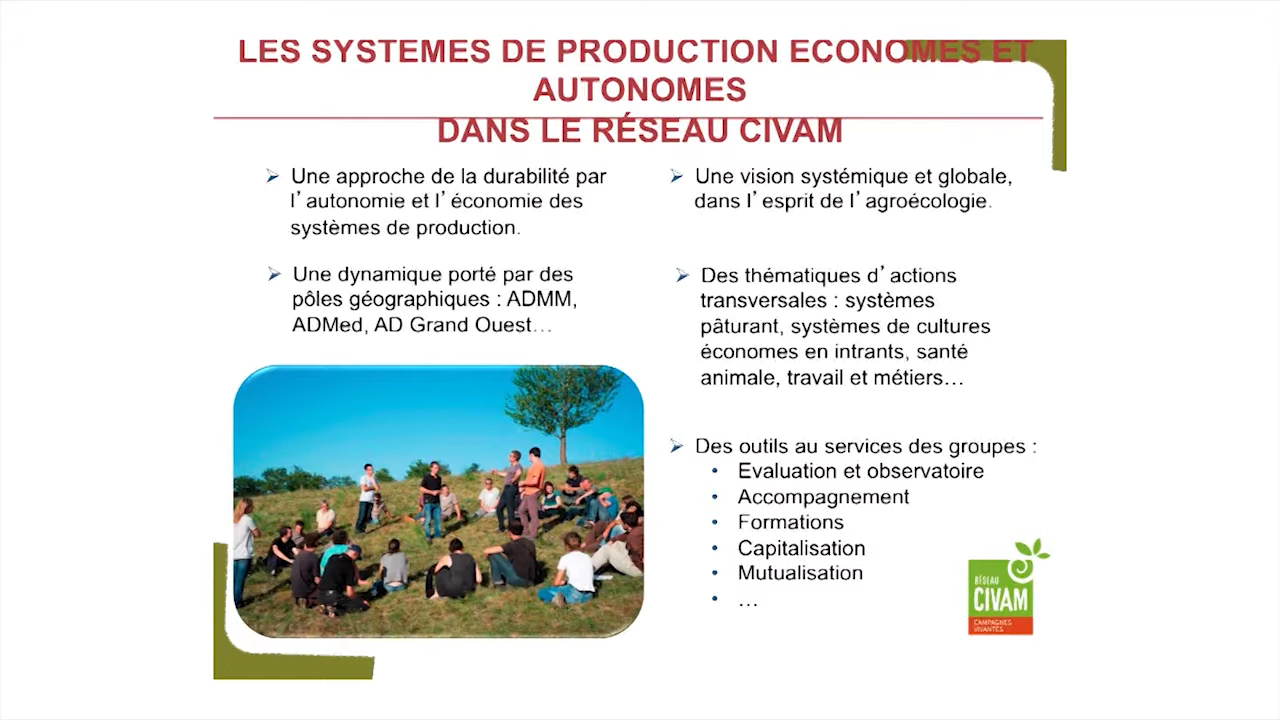 LES SYSTEMES DE PRODUCTION ECONOMES ET
AUTONOMES
DANS LE RÉSEAU CIVAM
Une approche de la durabilité par
l’autonomie et l’économie des
systèmes de production.
Une dynamique porté par des
pôles géographiques : ADMM,
ADMed, AD Grand Ouest…
Une vision systémique et globale,
dans l’esprit de l’agroécologie.
Des thématiques d’actions
transversales : systèmes
pâturant, systèmes de cultures
économes en intrants, santé
animale, travail et métiers…
Des outils au services des groupes :
• Evaluation et observatoire
• Accompagnement
• Formations
• Capitalisation
• Mutualisation
• …
RÉSEAU
CIVAM
CAMPAGNES
VIVANTES